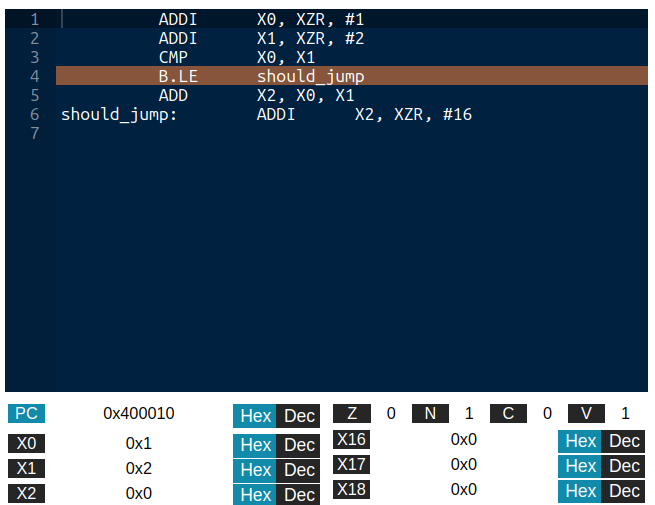 1 ADDI X0, XZR, #1
2 ADDI X1, XZR, #2
3 CMP X0, X1
4 B.LE should_jump
5 ADD X2, X0, X1
6 should_jump: ADDI X2, XZR, #16
7
PC 0x400010 Hex Dec Z 0 N 1 C 0 V 1
X0 0x1 Hex Dec X16 0x0 Hex Dec
X1 0x2 Hex Dec X17 0x0 Hex Dec
X2 0x0 Hex Dec X18 0x0 Hex Dec